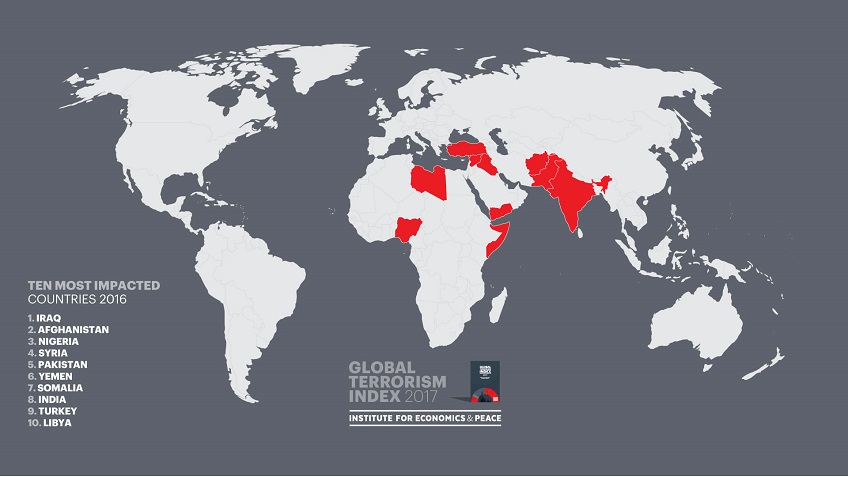 TEN MOST IMPACTED
COUNTRIES 2016
1. IRAQ
2. AFGHANISTAN
3. NIGERIA
4. SYRIA
5. PAKISTAN
6. YEMEN
7. SOMALIA
8. INDIA
9. TURKEY
10. LIBYA
GLOBAL
TERRORISM
INDEX 2017
INSTITUTE FOR ECONOMICS & PEACE